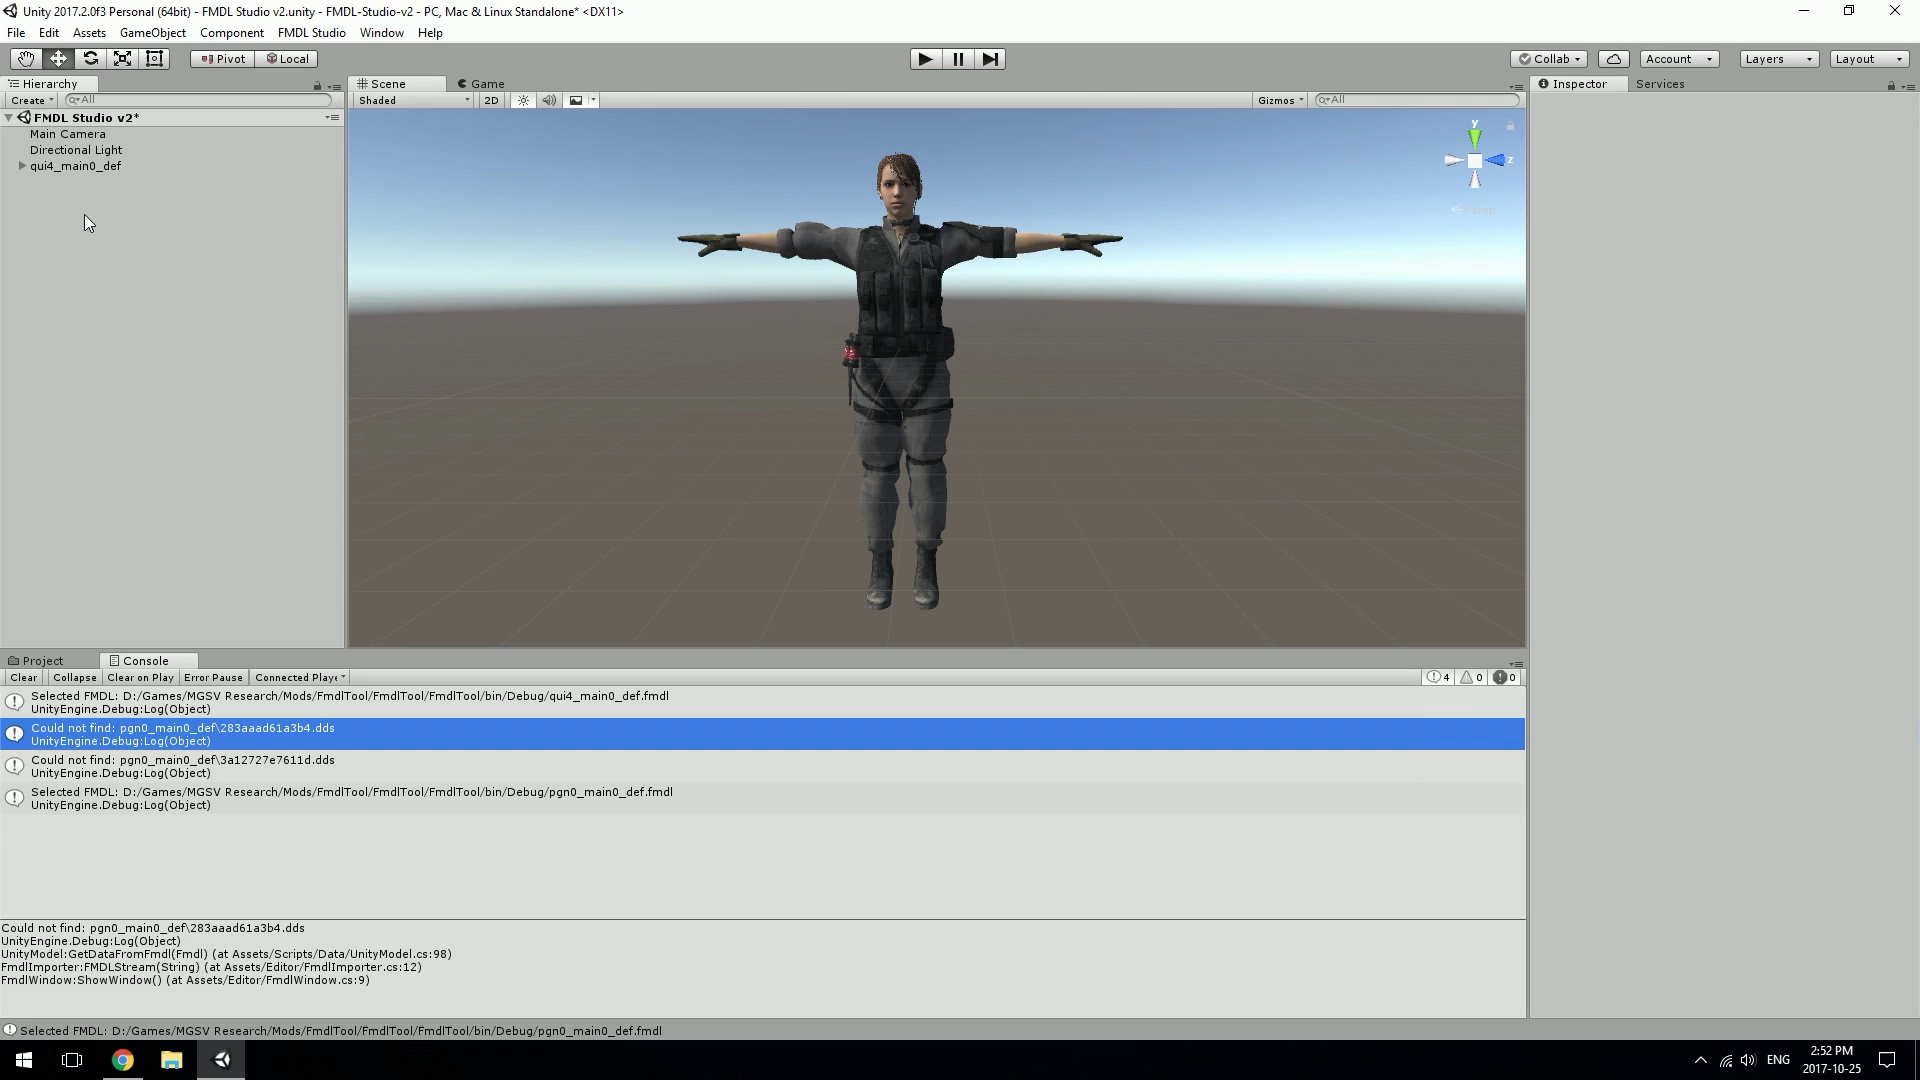 Unity 2017.2.0f3 Personal (64bit) - FMDL Studio v2.unity - FMDL-Studio-v2 - PC, Mac & Linux Standalone* <DX11>
File Edit Assets GameObject Component FMDL Studio Window Help
Pivot Local Collab Account Layers Layout
Hierarchy Scene Game Inspector Services
Create All Shaded 2D Gizmos All
FMDL Studio v2*
Main Camera
Directional Light
qui4_main0_def
y
z
Persp
Project Console
Clear Collapse Clear on Play Error Pause Connected Playe 4 0 0
Selected FMDL: D:/Games/MGSV Research/Mods/FmdlTool/FmdlTool/FmdlTool/bin/Debug/qui4_main0_def.fmdl
UnityEngine.Debug:Log(Object)
Could not find: pgn0_main0_def\283aaad61a3b4.dds
UnityEngine.Debug:Log(Object)
Could not find: pgn0_main0_def\3a12727e7611d.dds
UnityEngine.Debug:Log(Object)
Selected FMDL: D:/Games/MGSV Research/Mods/FmdlTool/FmdlTool/FmdlTool/bin/Debug/pgn0_main0_def.fmdl
UnityEngine.Debug:Log(Object)
Could not find: pgn0_main0_def\283aaad61a3b4.dds
UnityEngine.Debug:Log(Object)
UnityModel:GetDataFromFmdl(Fmdl) (at Assets/Scripts/Data/UnityModel.cs:98)
FmdlImporter:FMDLStream(String) (at Assets/Editor/FmdlImporter.cs:12)
FmdlWindow:ShowWindow() (at Assets/Editor/FmdlWindow.cs:9)
Selected FMDL: D:/Games/MGSV Research/Mods/FmdlTool/FmdlTool/FmdlTool/bin/Debug/pgn0_main0_def.fmdl
ENG
2:52 PM
2017-10-25